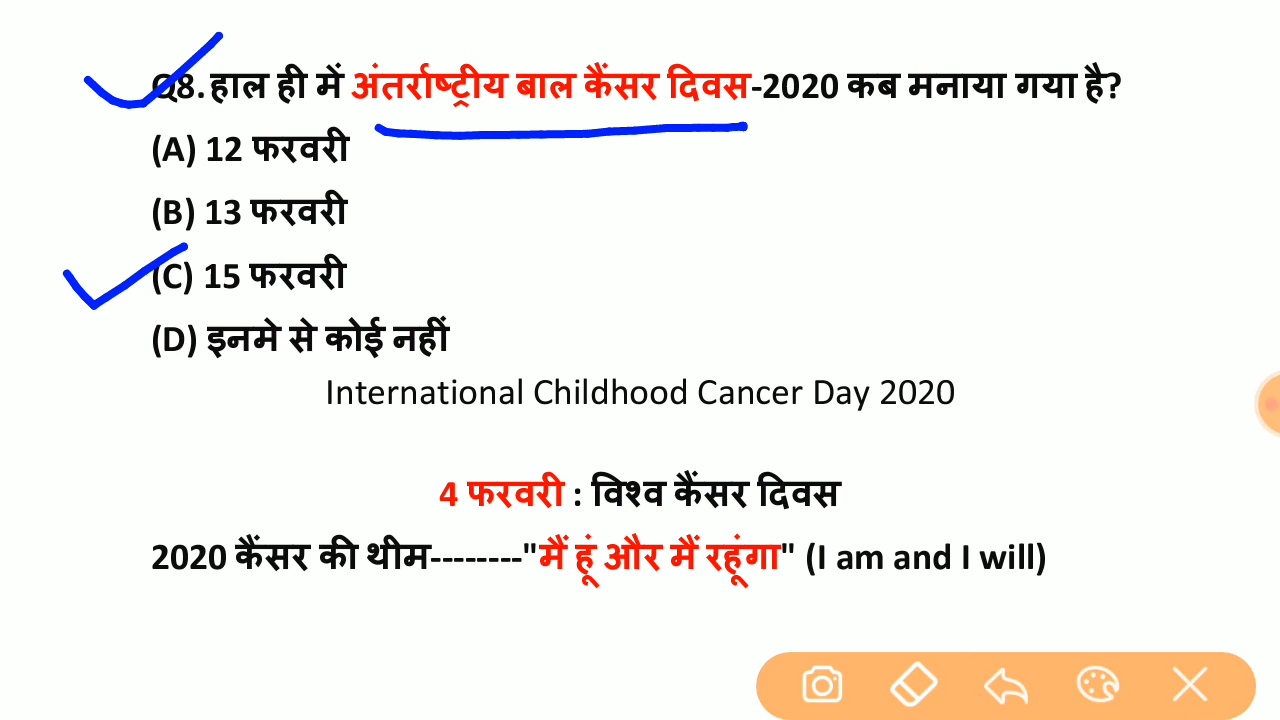 Q8.हाल ही में अंतर्राष्ट्रीय बाल कैंसर दिवस-2020 कब मनाया गया है?
(A) 12 फरवरी
(B) 13 फरवरी
(C) 15 फरवरी
(D) इनमे से कोई नहीं
International Childhood Cancer Day 2020
4 फरवरी : विश्व कैंसर दिवस
2020 कैंसर की थीम--------"मैं हूं और मैं रहूंगा" (I am and I will)